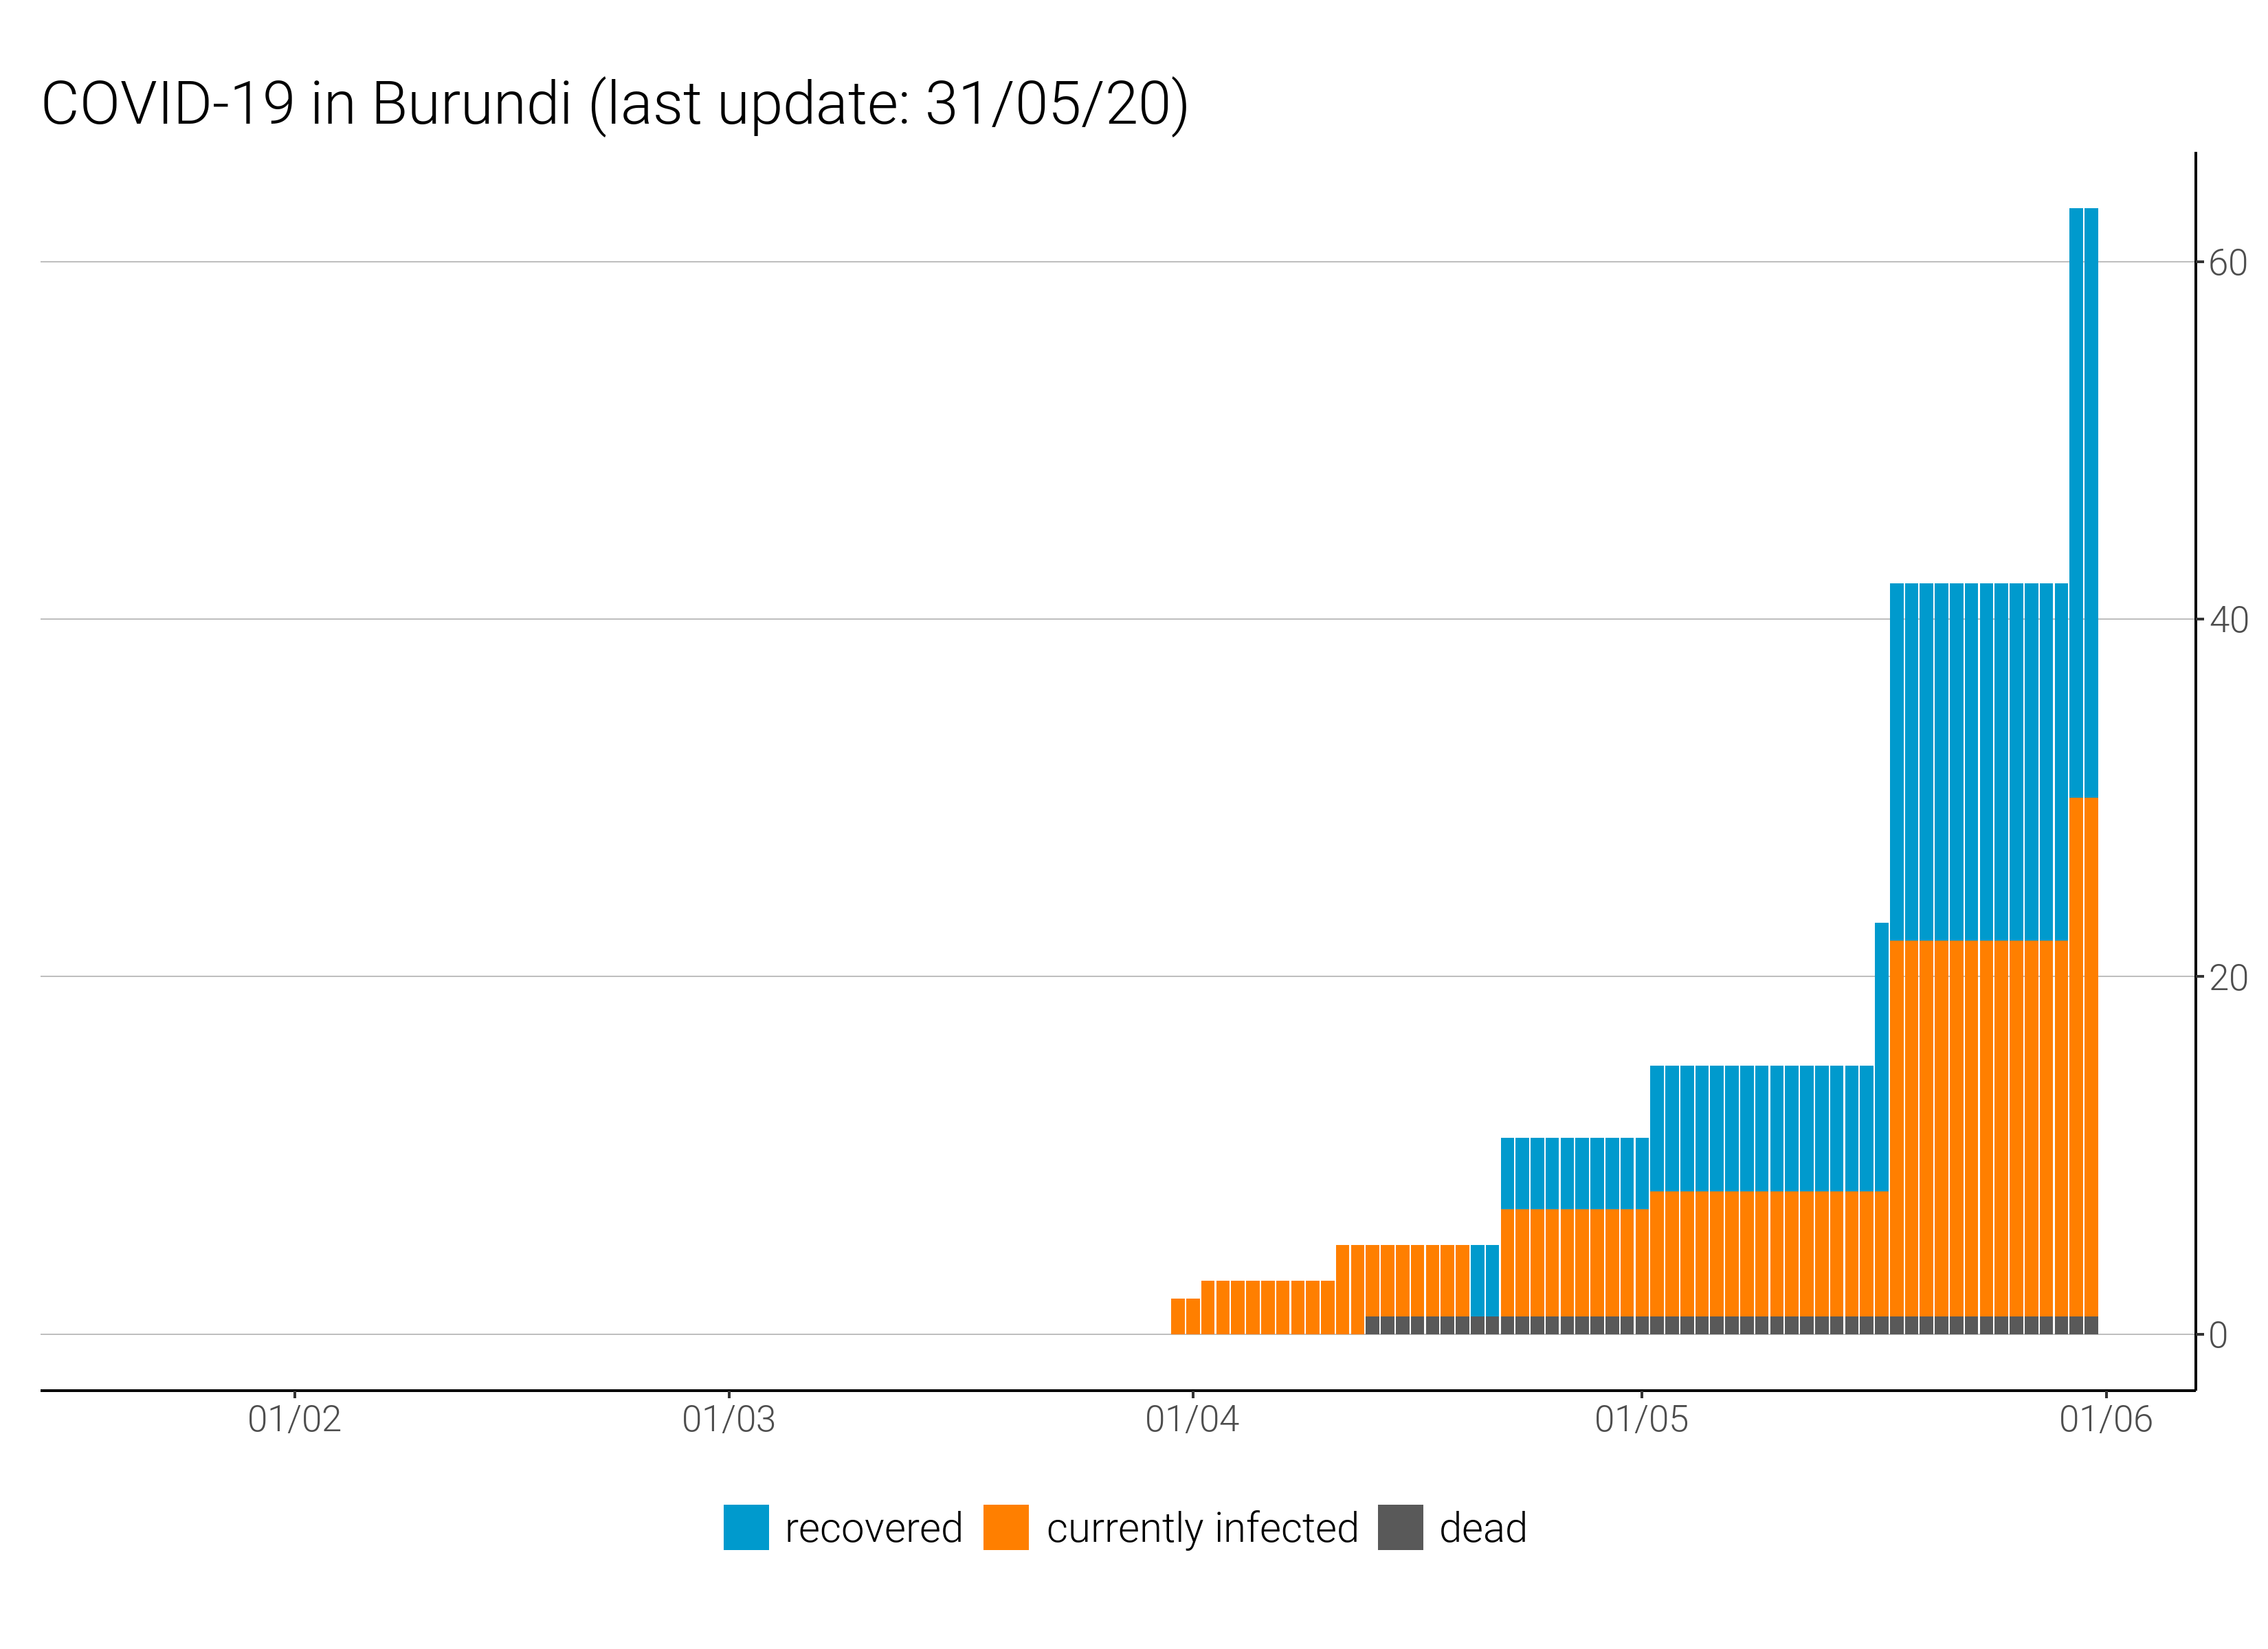 COVID-19 in Burundi (last update: 31/05/20)
60
40
20
0
01/02 01/03 01/04 01/05 01/06
recovered currently infected dead